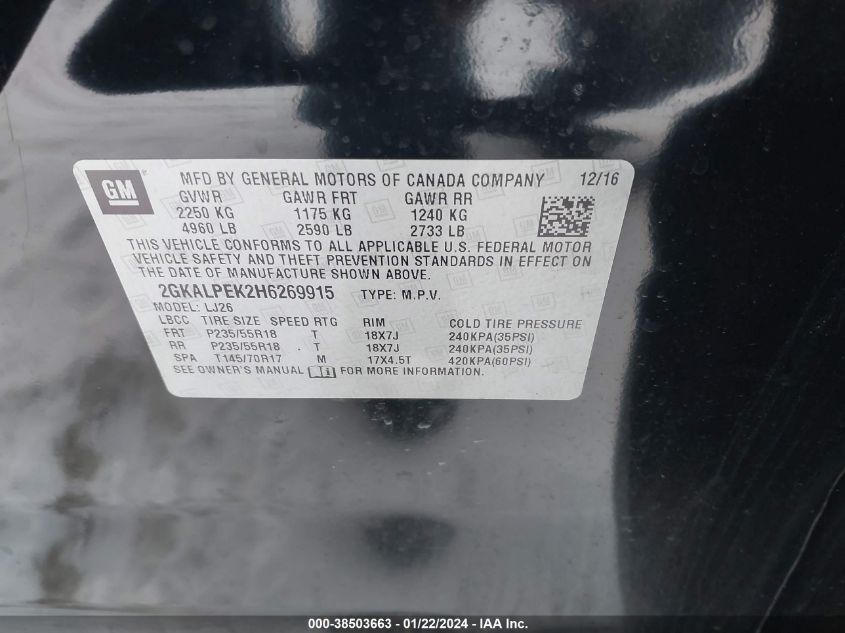 GM
MFD BY GENERAL MOTORS OF CANADA COMPANY 12/16
GVWR GAWR FRT GAWR RR
2250 KG 1175 KG 1240 KG
4960 LB 2590 LB 2733 LB
THIS VEHICLE CONFORMS TO ALL APPLICABLE U.S. FEDERAL MOTOR
VEHICLE SAFETY AND THEFT PREVENTION STANDARDS IN EFFECT ON
THE DATE OF MANUFACTURE SHOWN ABOVE.
2GKALPEK2H6269915 TYPE: M.P.V.
MODEL: LJ26
LBCC TIRE SIZE SPEED RTG RIM COLD TIRE PRESSURE
FRT P235/55R18 T 18X7J 240KPA(35PSI)
RR P235/55R18 T 18X7J 240KPA(35PSI)
SPA T145/70R17 M 17X4.5T 420KPA(60PSI)
SEE OWNER'S MANUAL FOR MORE INFORMATION.
000-38503663 - 01/22/2024 - IAA Inc.